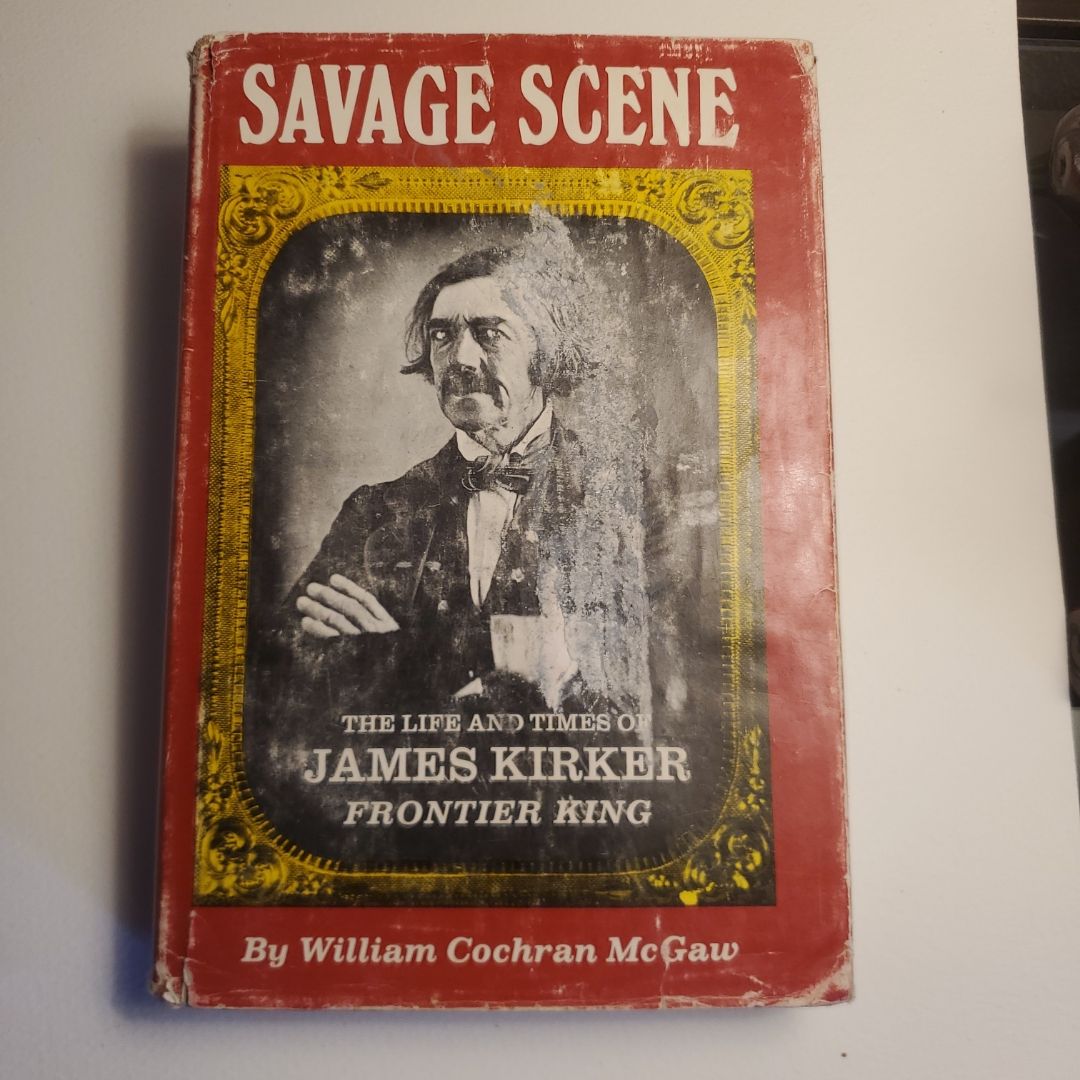 SAVAGE SCENE
THE LIFE AND TIMES OF
JAMES KIRKER
FRONTIER KING
By William Cochran McGaw